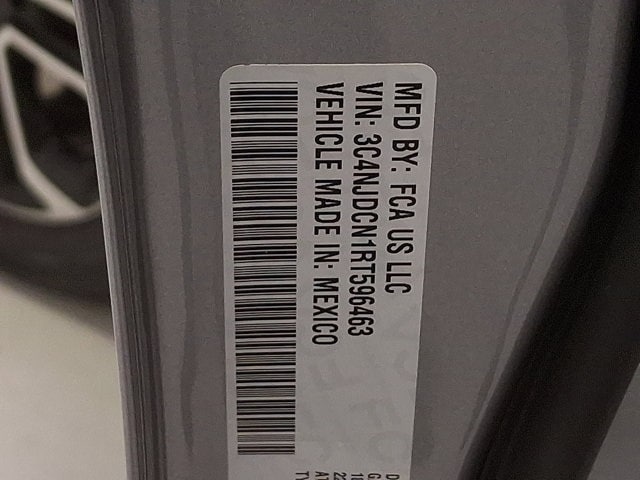 MFD BY: FCA US LLC
VIN: 3C4NJDCN1RT596463
VEHICLE MADE IN: MEXICO